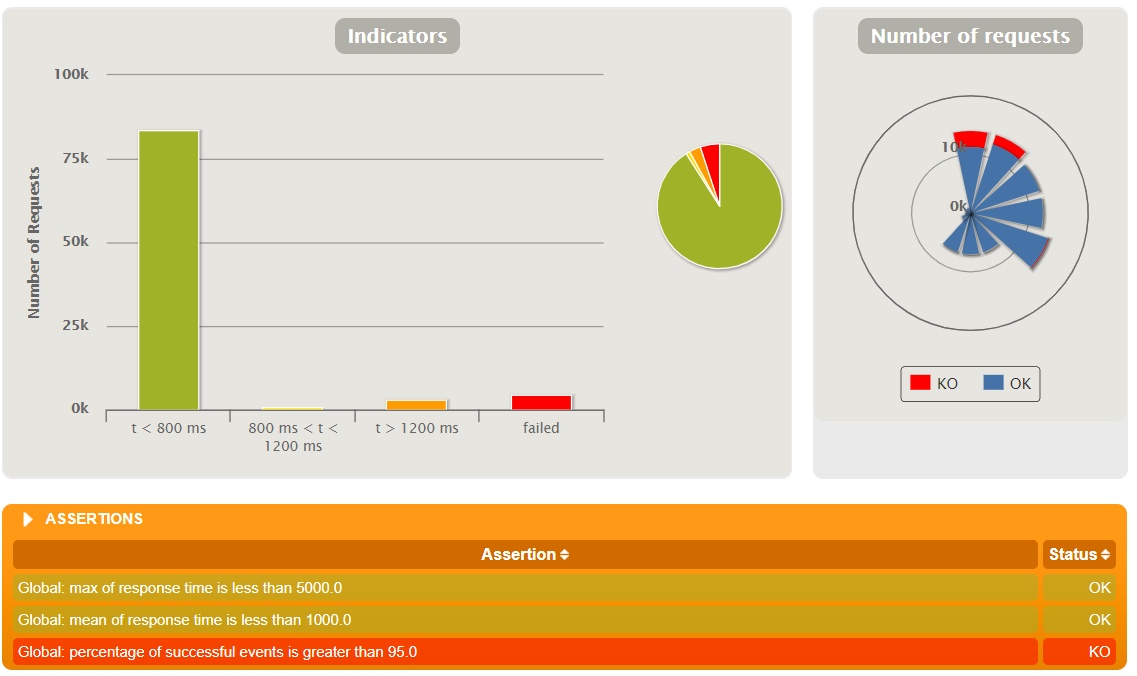 Indicators
100k
75k
50k
25k
0k
Number of Requests
t < 800 ms
800 ms < t <
1200 ms
t > 1200 ms
failed
Number of requests
10k
0k
KO
OK
ASSERTIONS
Assertion
Status
Global: max of response time is less than 5000.0
OK
Global: mean of response time is less than 1000.0
OK
Global: percentage of successful events is greater than 95.0
KO